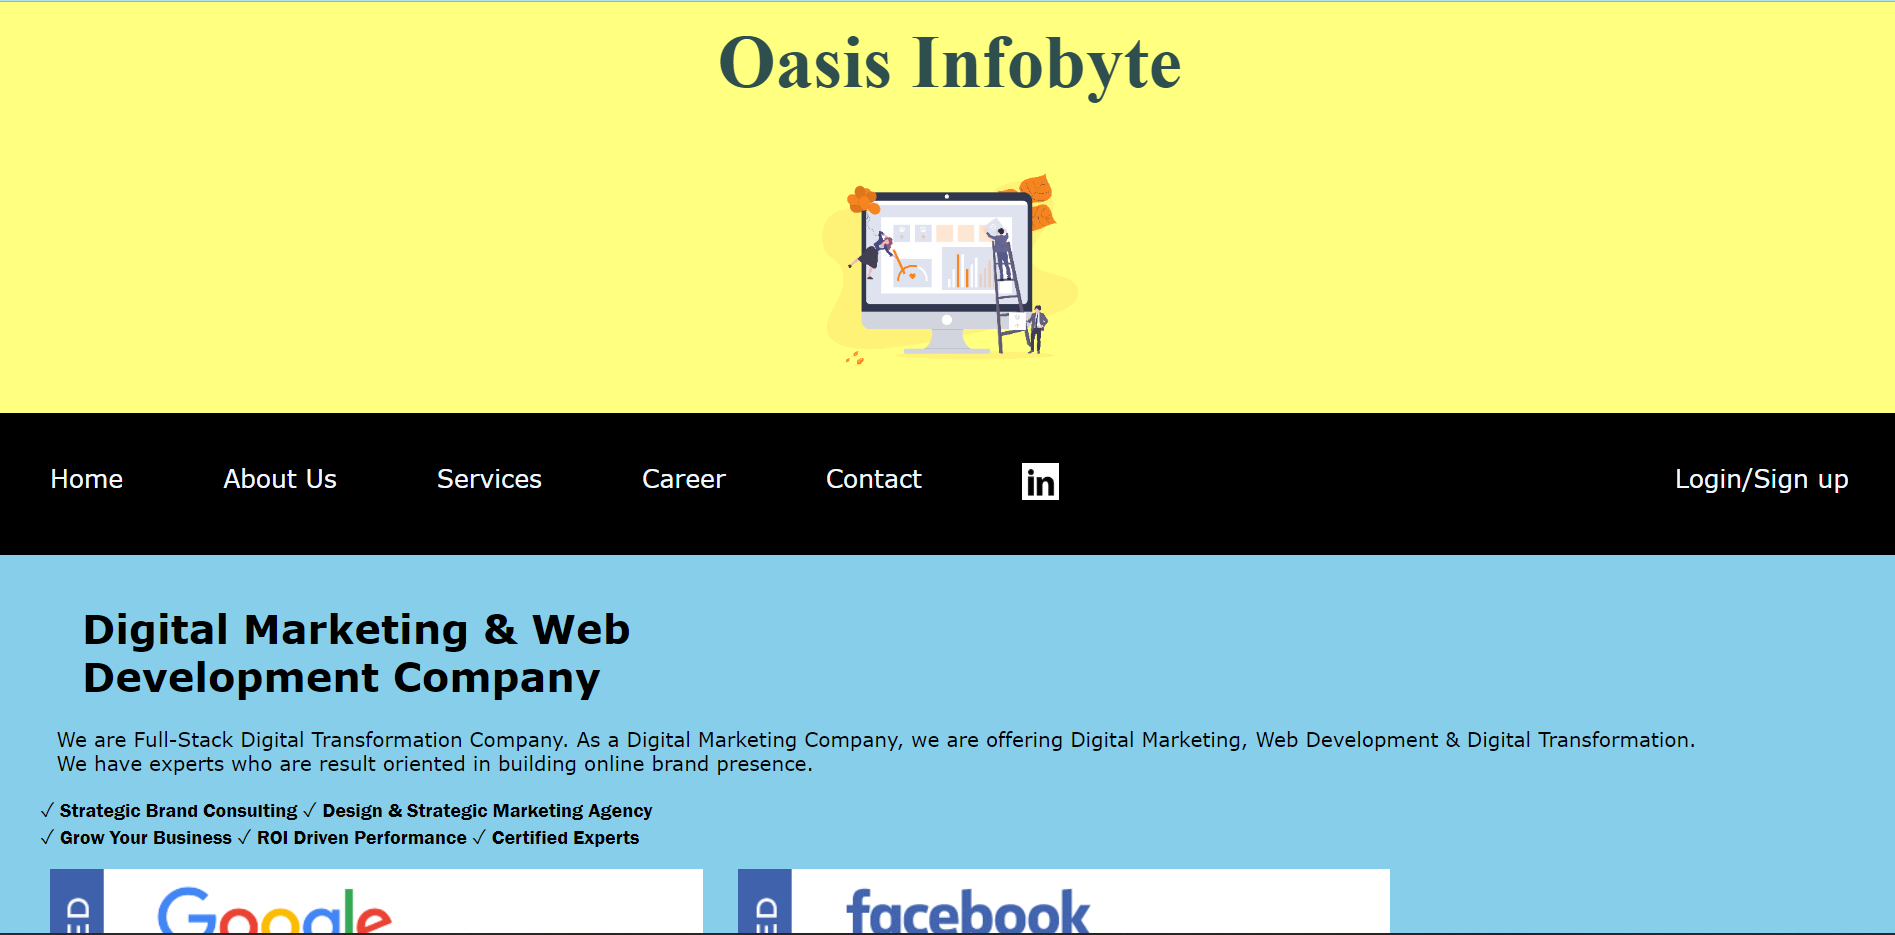 Oasis Infobyte
Home About Us Services Career Contact in Login/Sign up
Digital Marketing & Web
Development Company
We are Full-Stack Digital Transformation Company. As a Digital Marketing Company, we are offering Digital Marketing, Web Development & Digital Transformation.
We have experts who are result oriented in building online brand presence.
✓ Strategic Brand Consulting ✓ Design & Strategic Marketing Agency
✓ Grow Your Business ✓ ROI Driven Performance ✓ Certified Experts
Google facebook